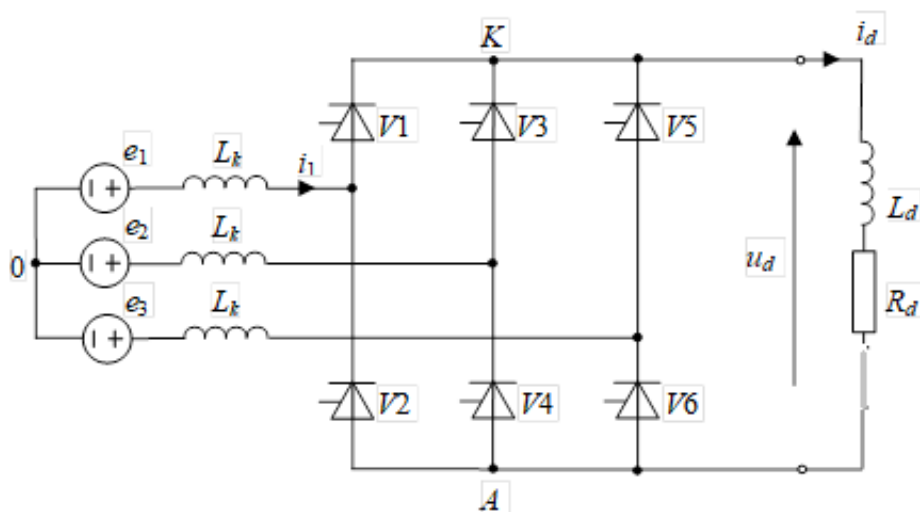 K
i_d
V1 V3 V5
e_1 L_k i_1
e_2 L_k
L_d
0
u_d
e_3 L_k
R_d
V2 V4 V6
A